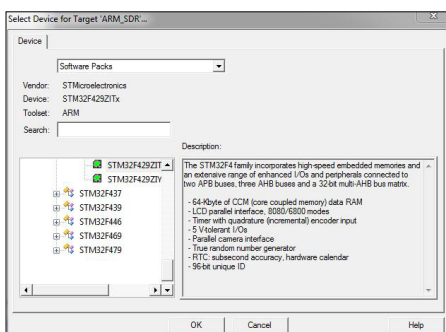 Select Device for Target 'ARM_SDR'...
Device
Software Packs
Vendor: STMicroelectronics
Device: STM32F429ZITx
Toolset: ARM
Search:
Description:
STM32F429ZIT
STM32F429ZIY
STM32F437
STM32F439
STM32F446
STM32F469
STM32F479
The STM32F4 family incorporates high-speed embedded memories and
an extensive range of enhanced I/Os and peripherals connected to
two APB buses, three AHB buses and a 32-bit multi-AHB bus matrix.
- 64-Kbyte of CCM (core coupled memory) data RAM
- LCD parallel interface, 8080/6800 modes
- Timer with quadrature (incremental) encoder input
- 5 V-tolerant I/Os
- Parallel camera interface
- True random number generator
- RTC: subsecond accuracy, hardware calendar
- 96-bit unique ID
OK
Cancel
Help